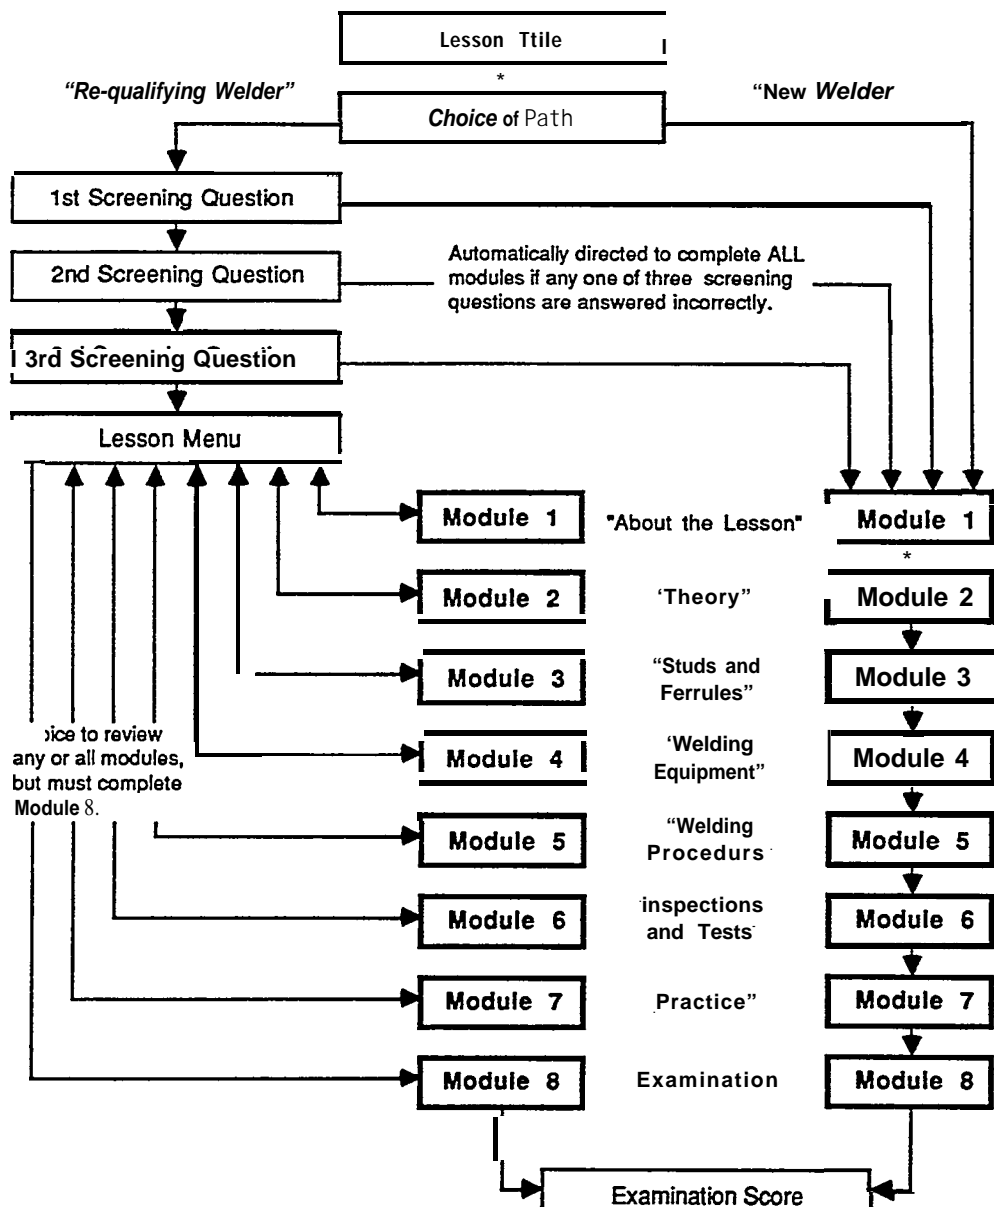 Lesson Ttile
*
"Re-qualifying Welder"
"New Welder
Choice of Path
1st Screening Question
2nd Screening Question
Automatically directed to complete ALL
modules if any one of three screening
questions are answered incorrectly.
3rd Screening Question
Lesson Menu
Module 1
"About the Lesson"
Module 1
*
Module 2
'Theory"
Module 2
Module 3
"Studs and
Ferrules"
Module 3
oice to review
any or all modules,
but must complete
Module 8.
Module 4
'Welding
Equipment"
Module 4
Module 5
"Welding
Procedurs
Module 5
Module 6
inspections
and Tests
Module 6
Module 7
Practice"
Module 7
Module 8
Examination
Module 8
Examination Score